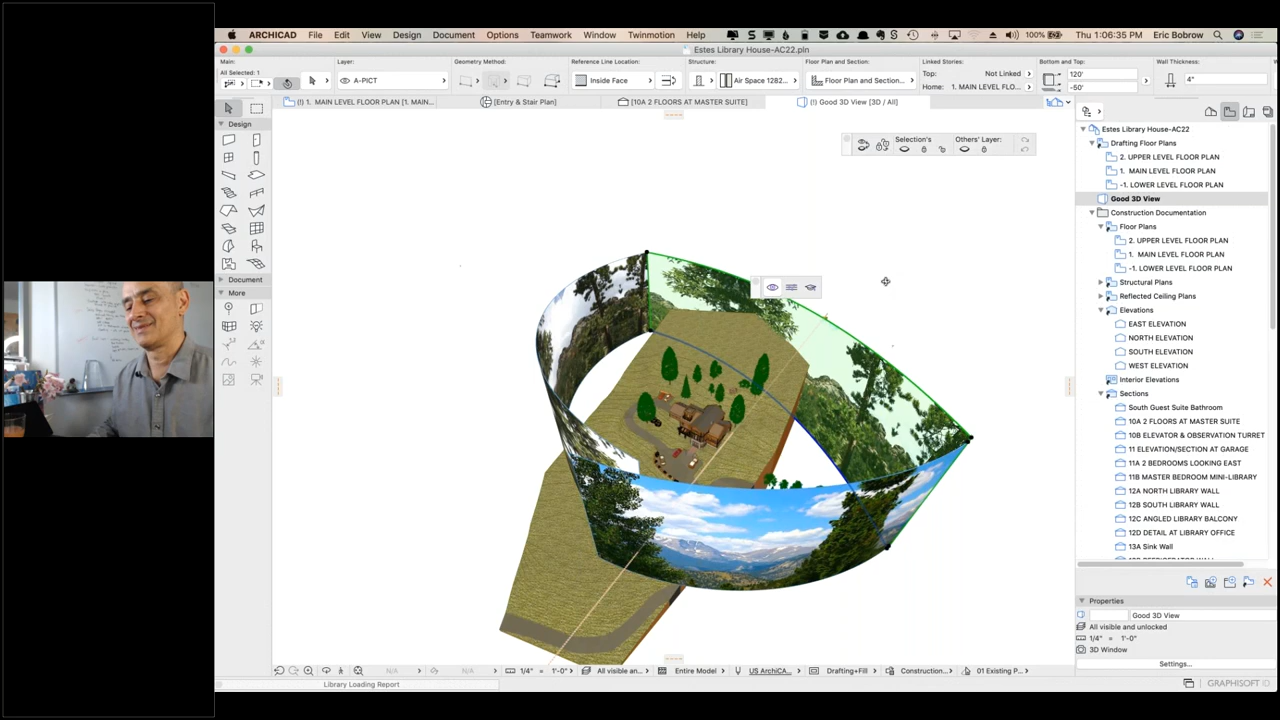 ARCHICAD File Edit View Design Document Options Teamwork Window Twinmotion Help 100% Thu 1:06:35 PM Eric Bobrow
Estes Library House-AC22.pln
Main: Layer: Geometry Method: Reference Line Location: Structure: Floor Plan and Section: Linked Stories: Bottom and Top: Wall Thickness:
All Selected: 1
Top: Not Linked
120'
A-PICT
Inside Face
Air Space 1282...
Floor Plan and Section...
4"
Home: 1. MAIN LEVEL FLO...
-50'
(!) 1. MAIN LEVEL FLOOR PLAN [1. MAIN...
[Entry & Stair Plan]
[10A 2 FLOORS AT MASTER SUITE]
(!) Good 3D View [3D / All]
Design
Selection's
Others' Layer:
Document
More
Estes Library House-AC22
Drafting Floor Plans
2. UPPER LEVEL FLOOR PLAN
1. MAIN LEVEL FLOOR PLAN
-1. LOWER LEVEL FLOOR PLAN
Good 3D View
Construction Documentation
Floor Plans
2. UPPER LEVEL FLOOR PLAN
1. MAIN LEVEL FLOOR PLAN
-1. LOWER LEVEL FLOOR PLAN
Structural Plans
Reflected Ceiling Plans
Elevations
EAST ELEVATION
NORTH ELEVATION
SOUTH ELEVATION
WEST ELEVATION
Interior Elevations
Sections
South Guest Suite Bathroom
10A 2 FLOORS AT MASTER SUITE
10B ELEVATOR & OBSERVATION TURRET
11 ELEVATION/SECTION AT GARAGE
11A 2 BEDROOMS LOOKING EAST
11B MASTER BEDROOM MINI-LIBRARY
12A NORTH LIBRARY WALL
12B SOUTH LIBRARY WALL
12C ANGLED LIBRARY BALCONY
12D DETAIL AT LIBRARY OFFICE
13A Sink Wall
Properties
Good 3D View
All visible and unlocked
1/4" = 1'-0"
3D Window
Settings...
N/A
N/A
1/4" = 1'-0"
All visible an...
Entire Model
US ArchiCA...
Drafting+Fill
Construction...
01 Existing P...
Library Loading Report
GRAPHISOFT ID